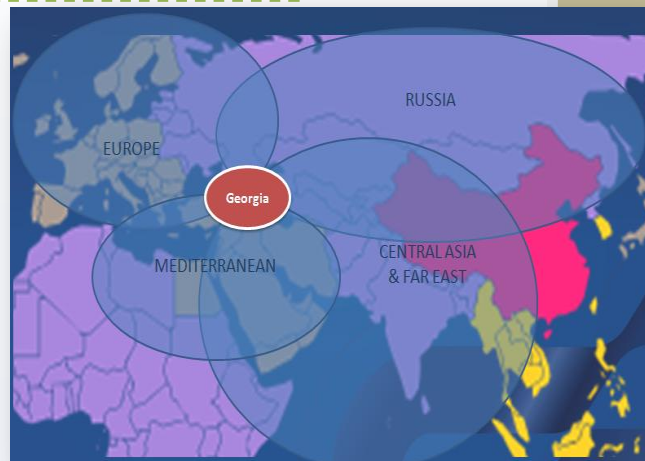 RUSSIA
EUROPE
Georgia
MEDITERRANEAN
CENTRAL ASIA
& FAR EAST